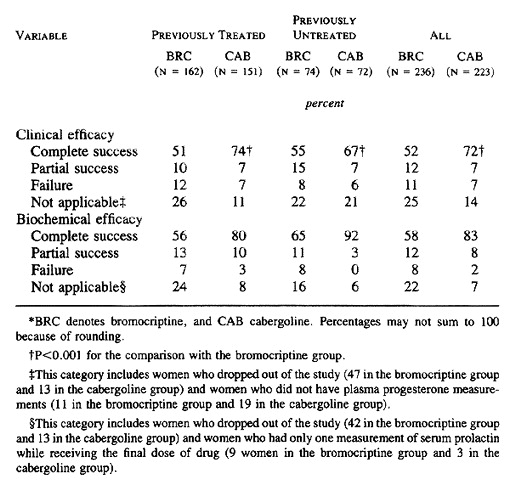 PREVIOUSLY
VARIABLE PREVIOUSLY TREATED UNTREATED ALL
BRC CAB BRC CAB BRC CAB
(N = 162) (N = 151) (N = 74) (N = 72) (N = 236) (N = 223)
percent
Clinical efficacy
Complete success 51 74† 55 67† 52 72†
Partial success 10 7 15 7 12 7
Failure 12 7 8 6 11 7
Not applicable‡ 26 11 22 21 25 14
Biochemical efficacy
Complete success 56 80 65 92 58 83
Partial success 13 10 11 3 12 8
Failure 7 3 8 0 8 2
Not applicable§ 24 8 16 6 22 7
*BRC denotes bromocriptine, and CAB cabergoline. Percentages may not sum to 100
because of rounding.
†P<0.001 for the comparison with the bromocriptine group.
‡This category includes women who dropped out of the study (47 in the bromocriptine group
and 13 in the cabergoline group) and women who did not have plasma progesterone measure-
ments (11 in the bromocriptine group and 19 in the cabergoline group).
§This category includes women who dropped out of the study (42 in the bromocriptine group
and 13 in the cabergoline group) and women who had only one measurement of serum prolactin
while receiving the final dose of drug (9 women in the bromocriptine group and 3 in the
cabergoline group).